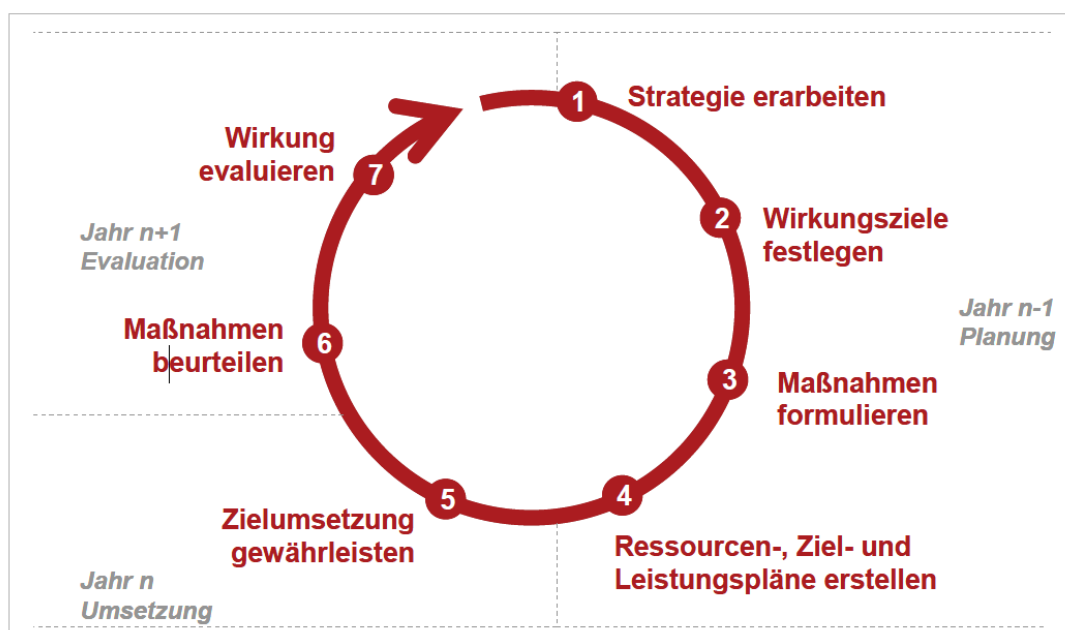 1
Strategie erarbeiten
2
Wirkungsziele
festlegen
Jahr n-1
Planung
3
Maßnahmen
formulieren
4
Ressourcen-, Ziel- und
Leistungspläne erstellen
5
Zielumsetzung
gewährleisten
Jahr n
Umsetzung
6
Maßnahmen
beurteilen
Jahr n+1
Evaluation
7
Wirkung
evaluieren